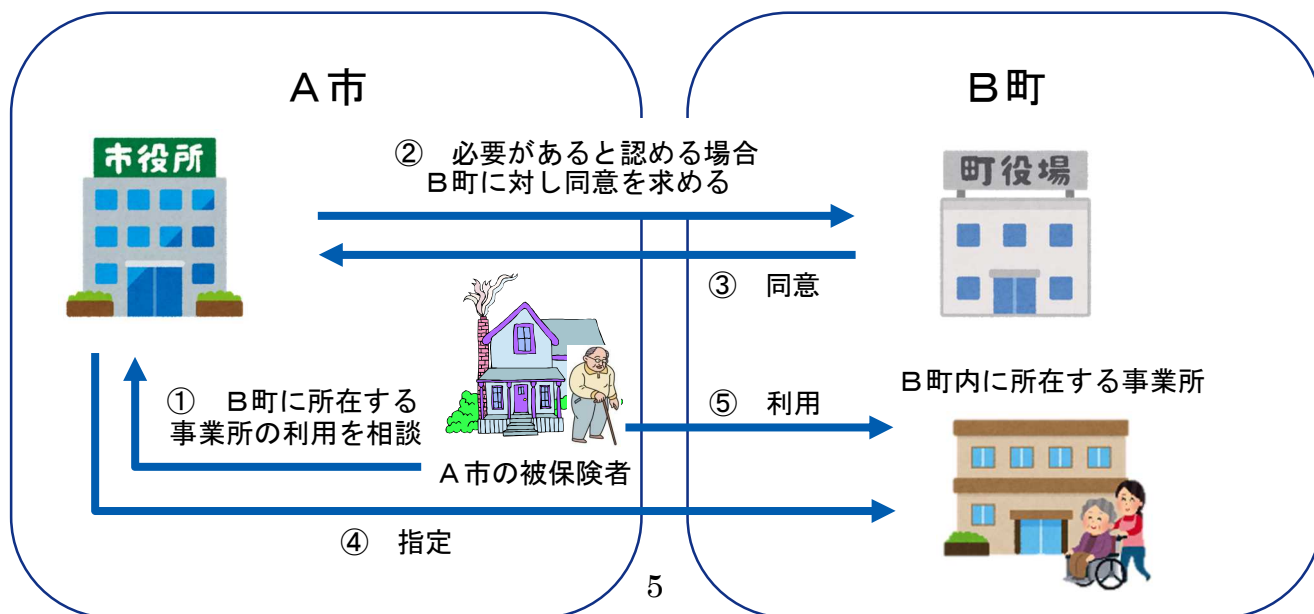 A市
B町
市役所
町役場
② 必要があると認める場合
B町に対し同意を求める
③ 同意
① B町に所在する
事業所の利用を相談
A市の被保険者
⑤ 利用
B町内に所在する事業所
④ 指定
5